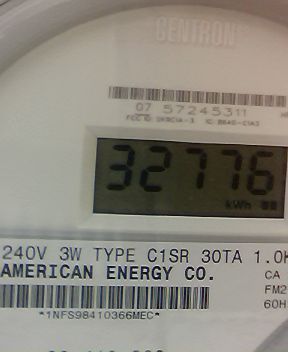 CENTRON
07 57245311
32776
kWh
240V 3W TYPE C1SR 30TA 1.0K
AMERICAN ENERGY CO.
CA
FM2
60H
*1NFS98410366MEC*